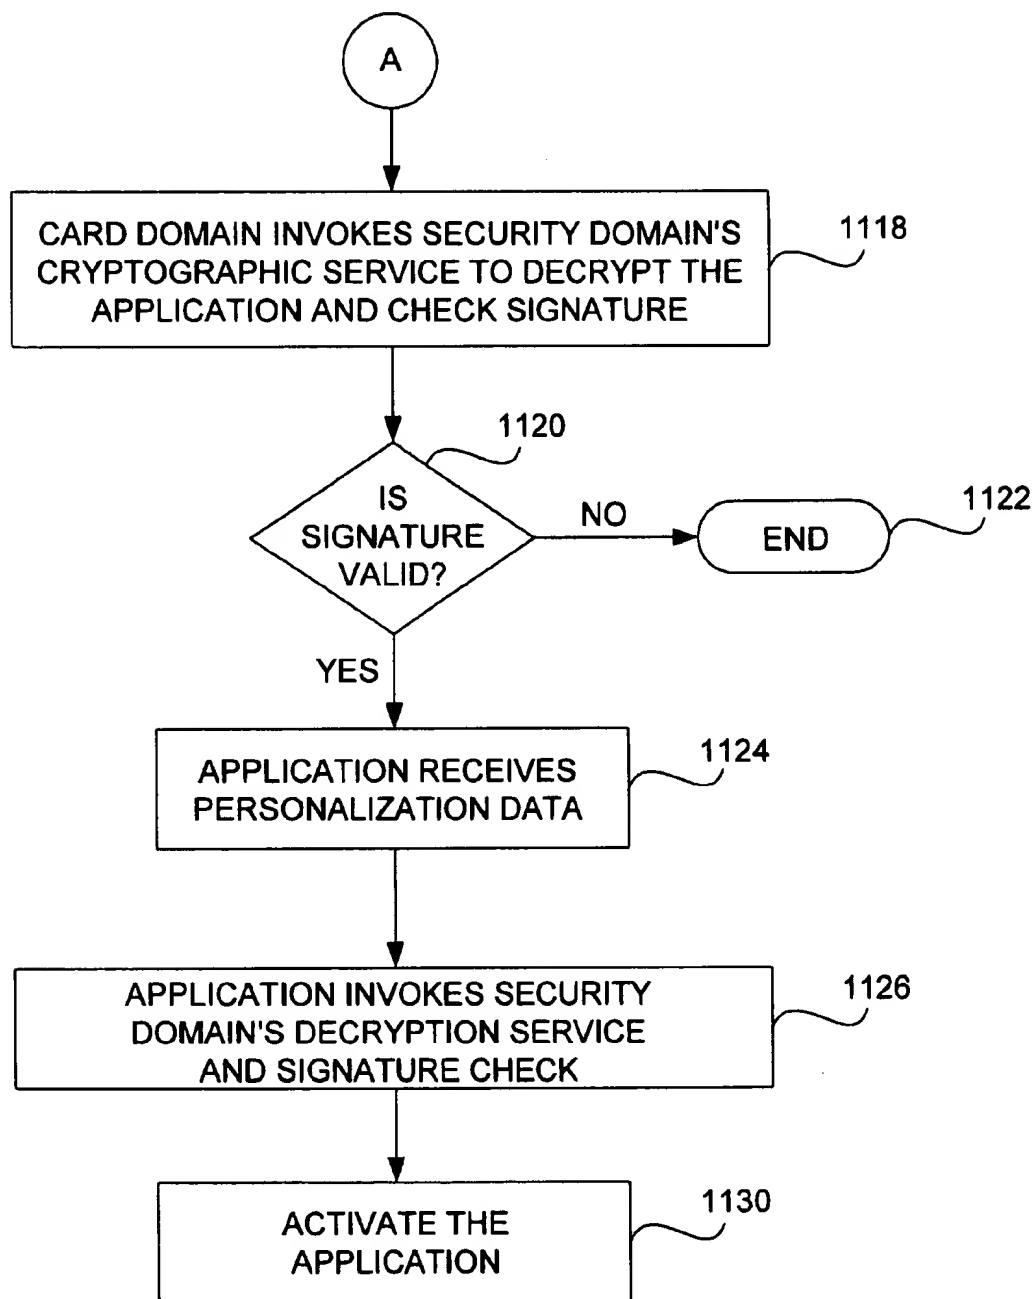 A
CARD DOMAIN INVOKES SECURITY DOMAIN'S
CRYPTOGRAPHIC SERVICE TO DECRYPT THE
APPLICATION AND CHECK SIGNATURE
1118
1120
IS
SIGNATURE
VALID?
NO
END
1122
YES
APPLICATION RECEIVES
PERSONALIZATION DATA
1124
APPLICATION INVOKES SECURITY
DOMAIN'S DECRYPTION SERVICE
AND SIGNATURE CHECK
1126
ACTIVATE THE
APPLICATION
1130